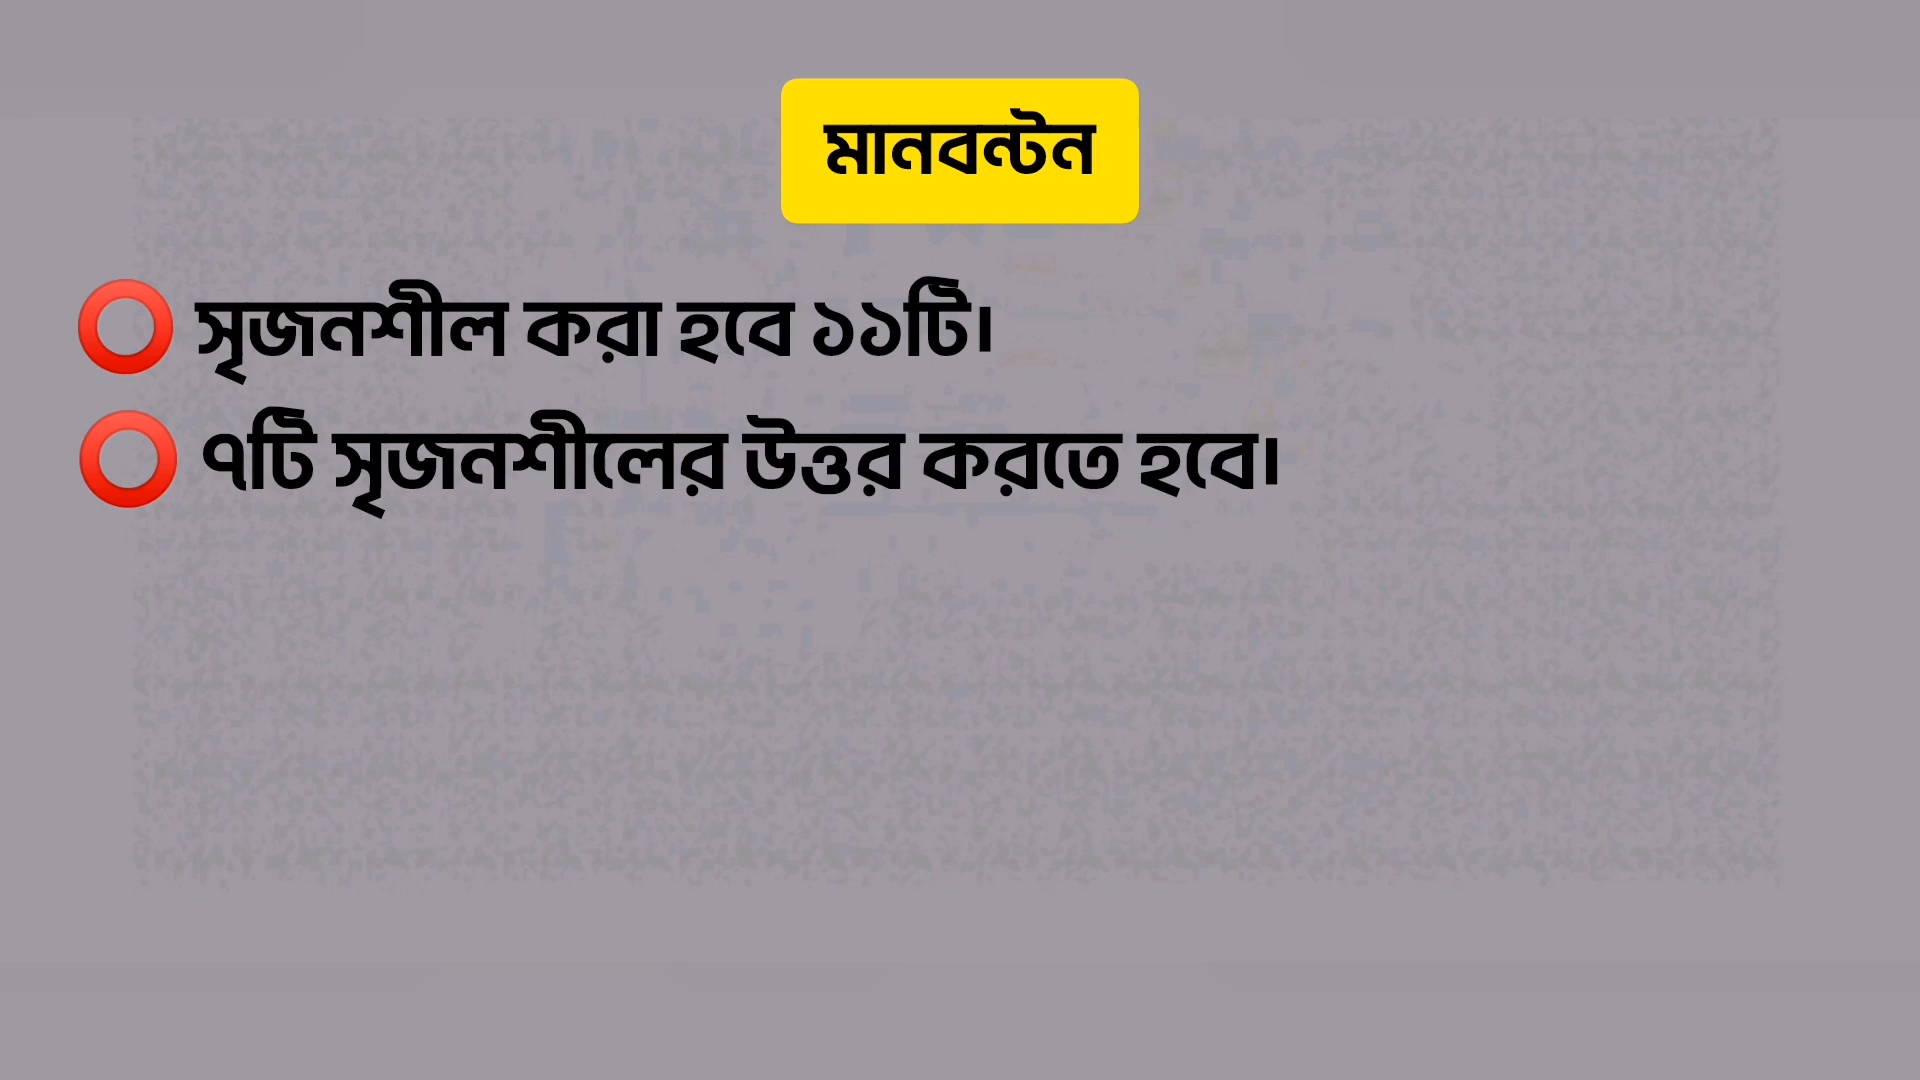 মানবন্টন
সৃজনশীল করা হবে ১১টি।
৭টি সৃজনশীলের উত্তর করতে হবে।